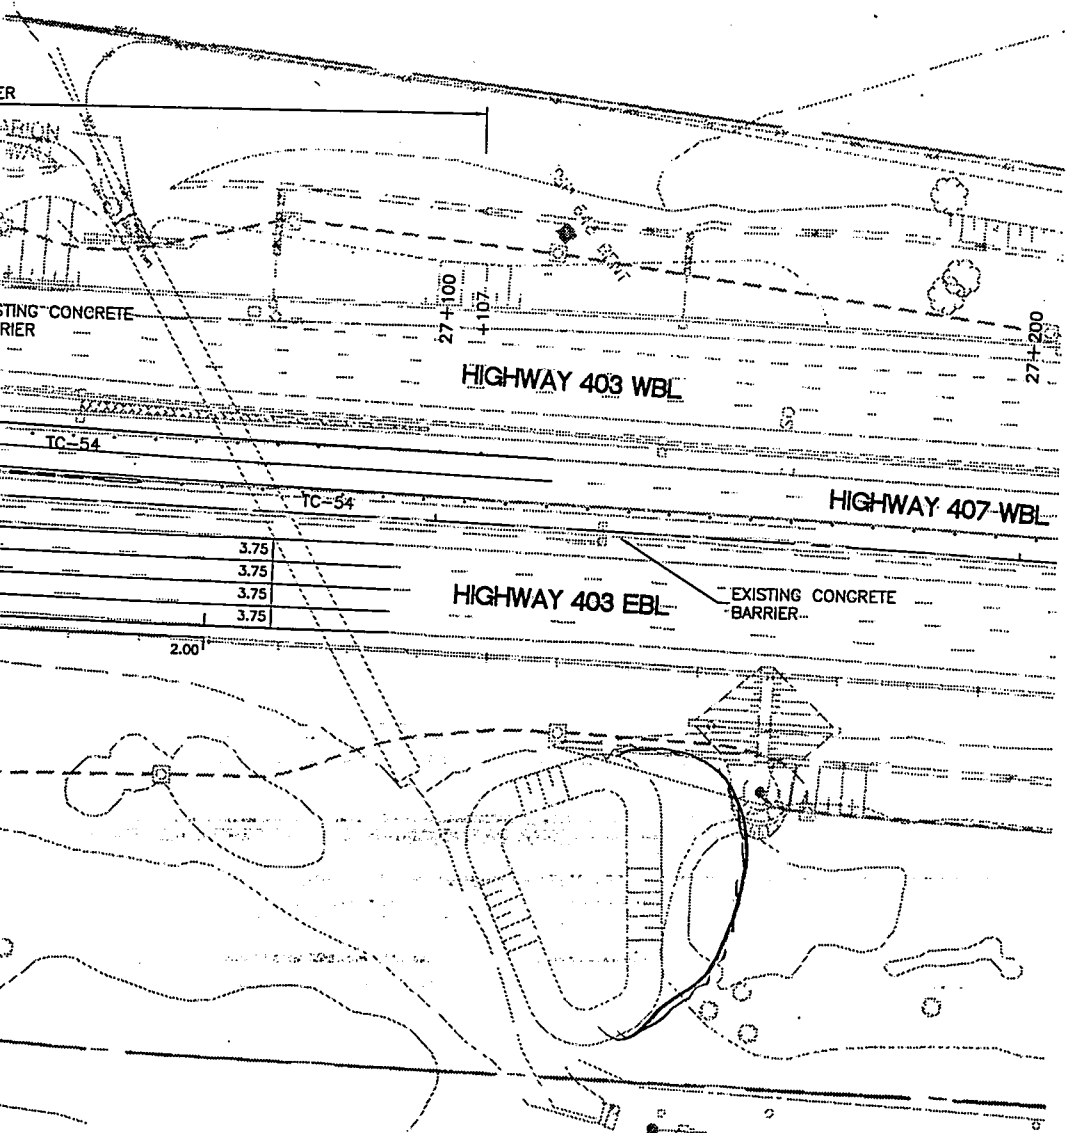 ER
STING CONCRETE
RRIER
27+100
+107
27+200
HIGHWAY 403 WBL
TC-54
TC-54
HIGHWAY 407 WBL
3.75
3.75
3.75
3.75
HIGHWAY 403 EBL
EXISTING CONCRETE
BARRIER
2.00